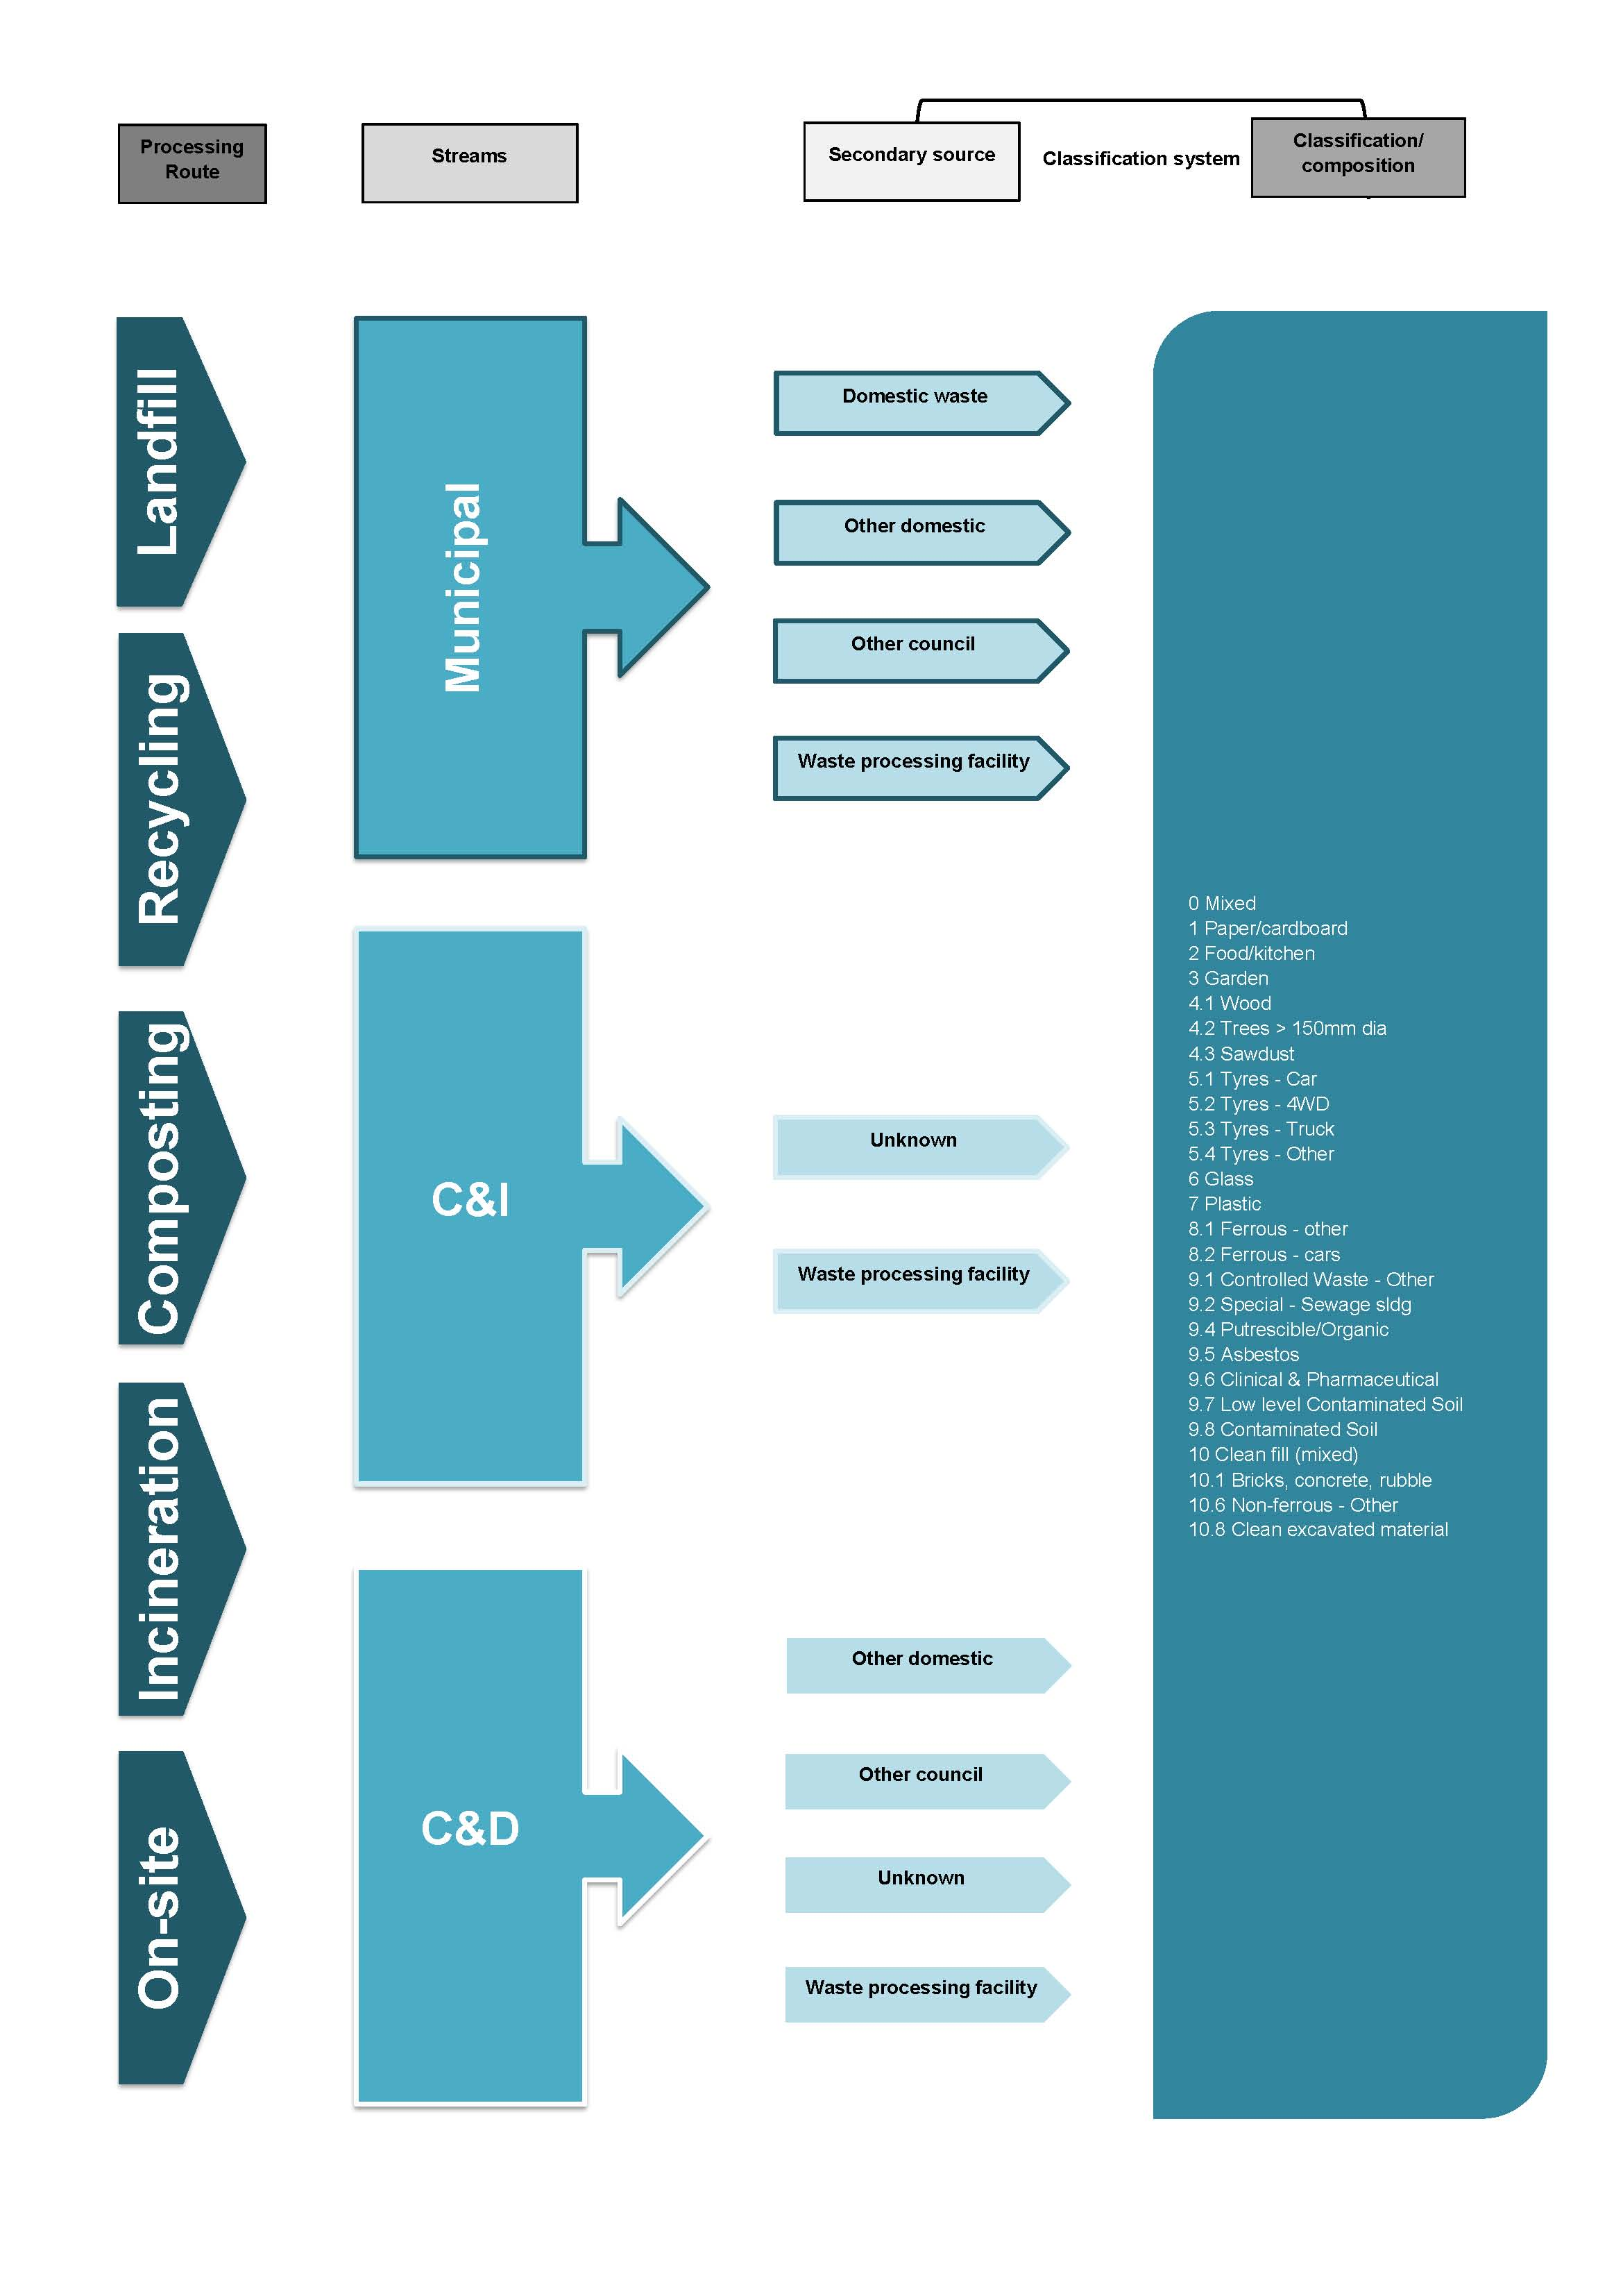 Processing
Route
Streams
Secondary source
Classification system
Classification/
composition
Landfill
Recycling
Composting
Incineration
On-site
Municipal
Domestic waste
Other domestic
Other council
Waste processing facility
C&I
Unknown
Waste processing facility
C&D
Other domestic
Other council
Unknown
Waste processing facility
0 Mixed
1 Paper/cardboard
2 Food/kitchen
3 Garden
4.1 Wood
4.2 Trees > 150mm dia
4.3 Sawdust
5.1 Tyres - Car
5.2 Tyres - 4WD
5.3 Tyres - Truck
5.4 Tyres - Other
6 Glass
7 Plastic
8.1 Ferrous - other
8.2 Ferrous - cars
9.1 Controlled Waste - Other
9.2 Special - Sewage sldg
9.4 Putrescible/Organic
9.5 Asbestos
9.6 Clinical & Pharmaceutical
9.7 Low level Contaminated Soil
9.8 Contaminated Soil
10 Clean fill (mixed)
10.1 Bricks, concrete, rubble
10.6 Non-ferrous - Other
10.8 Clean excavated material